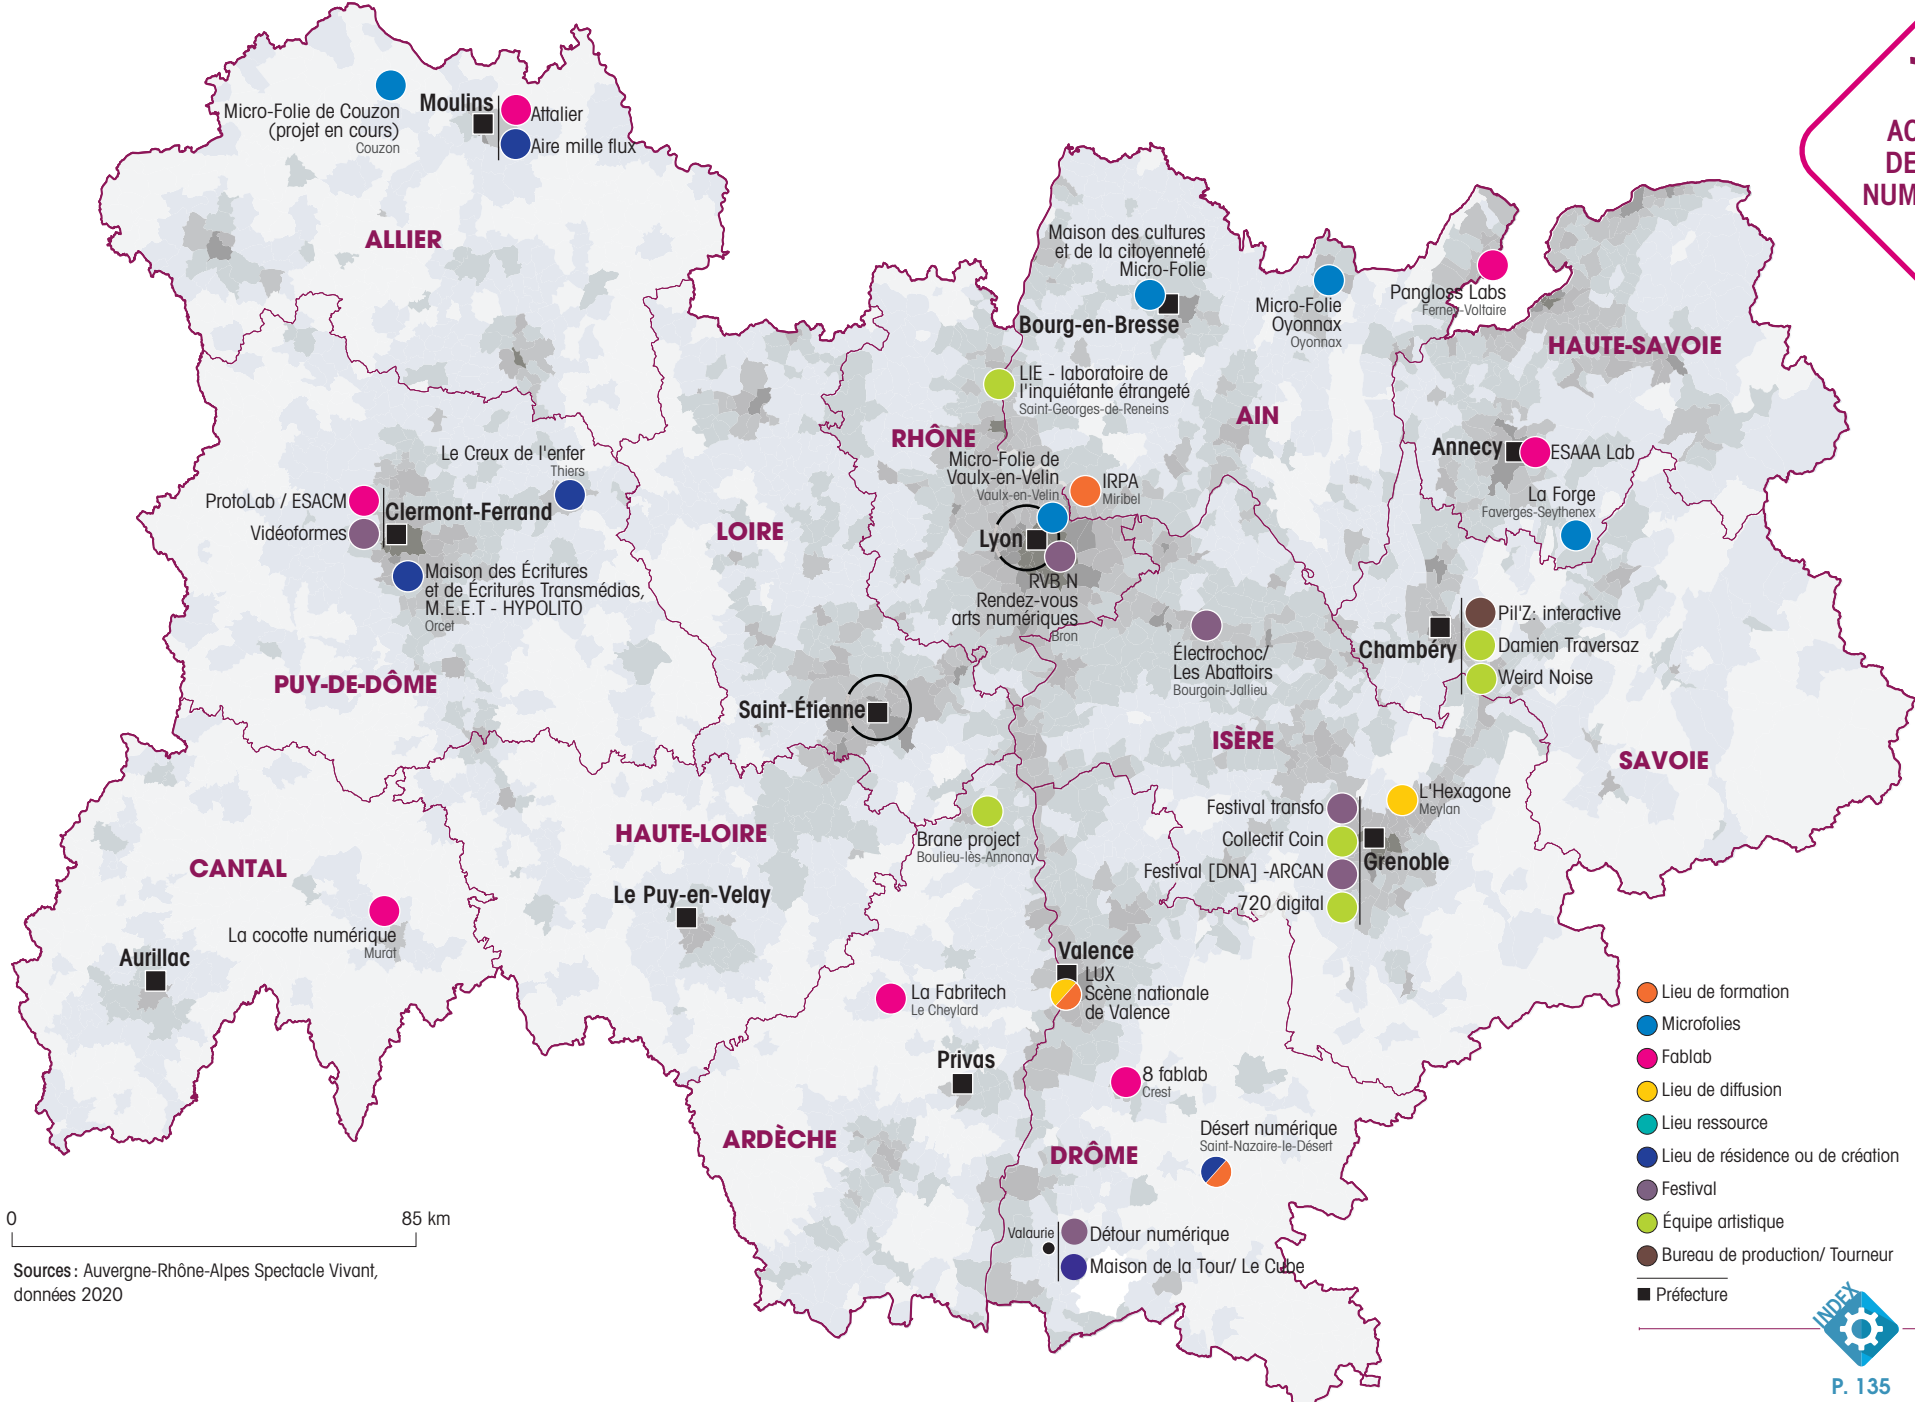 Micro-Folie de Couzon
(projet en cours)
Couzon
Moulins
Attalier
Aire mille flux
ALLIER
Maison des cultures
et de la citoyenneté
Micro-Folie
Bourg-en-Bresse
Micro-Folie
Oyonnax
Oyonnax
Pangloss Labs
Ferney-Voltaire
HAUTE-SAVOIE
LIE - laboratoire de
l'inquiétante étrangeté
Saint-Georges-de-Reneins
AIN
RHÔNE
Annecy
ESAAA Lab
La Forge
Faverges-Seythenex
Le Creux de l'enfer
Thiers
ProtoLab / ESACM
Vidéoformes
Clermont-Ferrand
Maison des Écritures
et de Écritures Transmédias,
M.E.E.T - HYPOLITO
Orcet
PUY-DE-DÔME
LOIRE
Micro-Folie de
Vaulx-en-Velin
Vaulx-en-Velin
IRPA
Miribel
Lyon
RVB N
Rendez-vous
arts numériques
Bron
Électrochoc/
Les Abattoirs
Bourgoin-Jallieu
Chambéry
Pil'Z: interactive
Damien Traversaz
Weird Noise
Saint-Étienne
ISÈRE
SAVOIE
L'Hexagone
Meylan
Festival transfo
Collectif Coin
Festival [DNA] -ARCAN
720 digital
Grenoble
Brane project
Boulieu-lès-Annonay
HAUTE-LOIRE
Le Puy-en-Velay
CANTAL
La cocotte numérique
Murat
Aurillac
Valence
LUX
Scène nationale
de Valence
La Fabritech
Le Cheylard
Privas
8 fablab
Crest
ARDÈCHE
DRÔME
Désert numérique
Saint-Nazaire-le-Désert
Valaurie
Détour numérique
Maison de la Tour/ Le Cube
AC
DE
NUM
Lieu de formation
Microfolies
Fablab
Lieu de diffusion
Lieu ressource
Lieu de résidence ou de création
Festival
Équipe artistique
Bureau de production/ Tourneur
Préfecture
INDEX
P. 135
0
85 km
Sources : Auvergne-Rhône-Alpes Spectacle Vivant,
données 2020